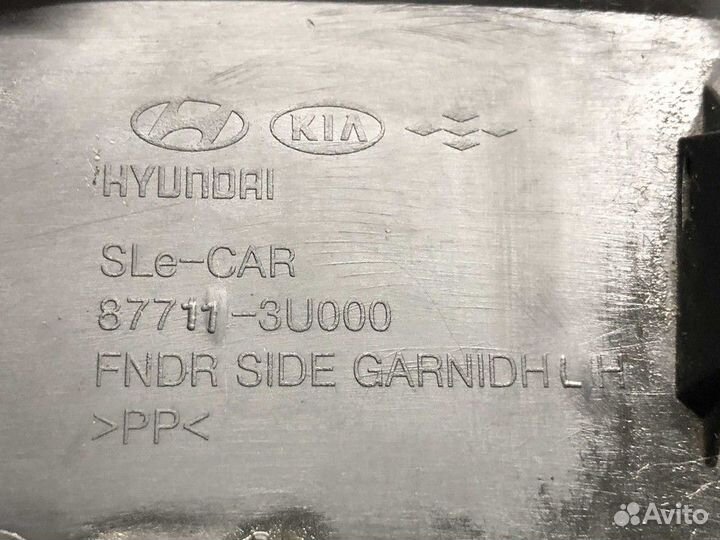 KIA
HYUNDAI
SLe-CAR
87711-3U000
FNDR SIDE GARNIDH LH
>PP<
Avito